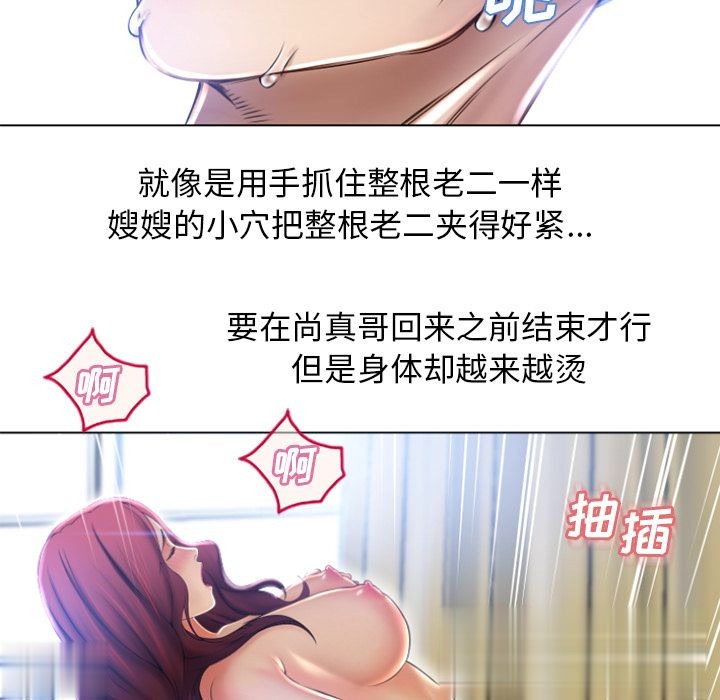 呢
就像是用手抓住整根老二一样
嫂嫂的小穴把整根老二夹得好紧...
要在尚真哥回来之前结束才行
但是身体却越来越烫
啊
啊
抽插